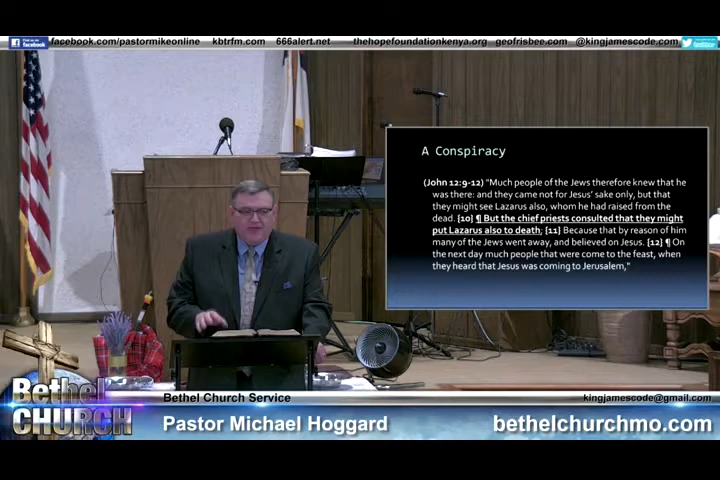 Find us on facebook
facebook.com/pastormikeonline kbtrfm.com 666alert.net thehopefoundationkenya.org geofrisbee.com @kingjamescode.com
A Conspiracy
(John 12:9-12) "Much people of the Jews therefore knew that he
was there: and they came not for Jesus' sake only, but that
they might see Lazarus also, whom he had raised from the
dead. {10} ¶ But the chief priests consulted that they might
put Lazarus also to death; {11} Because that by reason of him
many of the Jews went away, and believed on Jesus. {12} ¶ On
the next day much people that were come to the feast, when
they heard that Jesus was coming to Jerusalem,"
Bethel
CHURCH
Bethel Church Service
kingjamescode@gmail.com
Pastor Michael Hoggard
bethelchurchmo.com